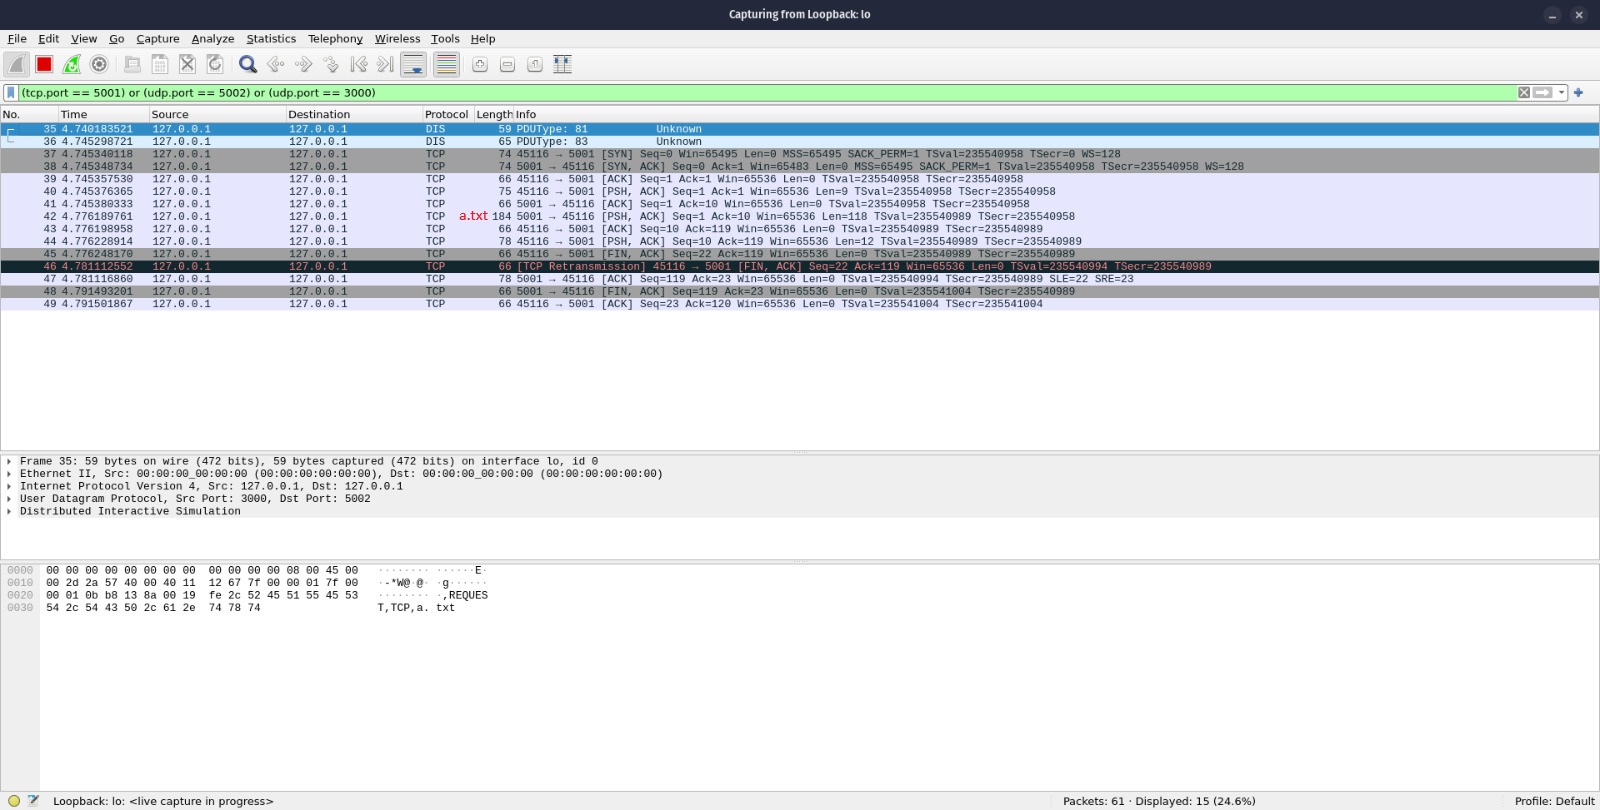 Capturing from Loopback: lo
File Edit View Go Capture Analyze Statistics Telephony Wireless Tools Help
(tcp.port == 5001) or (udp.port == 5002) or (udp.port == 3000)
No. Time Source Destination Protocol Length Info
35 4.740183521 127.0.0.1 127.0.0.1 DIS 59 PDUType: 81 Unknown
36 4.745298721 127.0.0.1 127.0.0.1 DIS 65 PDUType: 83 Unknown
37 4.745340118 127.0.0.1 127.0.0.1 TCP 74 45116 → 5001 [SYN] Seq=0 Win=65495 Len=0 MSS=65495 SACK_PERM=1 TSval=235540958 TSecr=0 WS=128
38 4.745348734 127.0.0.1 127.0.0.1 TCP 74 5001 → 45116 [SYN, ACK] Seq=0 Ack=1 Win=65483 Len=0 MSS=65495 SACK_PERM=1 TSval=235540958 TSecr=235540958 WS=128
39 4.745357530 127.0.0.1 127.0.0.1 TCP 66 45116 → 5001 [ACK] Seq=1 Ack=1 Win=65536 Len=0 TSval=235540958 TSecr=235540958
40 4.745376365 127.0.0.1 127.0.0.1 TCP 75 45116 → 5001 [PSH, ACK] Seq=1 Ack=1 Win=65536 Len=9 TSval=235540958 TSecr=235540958
41 4.745380333 127.0.0.1 127.0.0.1 TCP 66 5001 → 45116 [ACK] Seq=1 Ack=10 Win=65536 Len=0 TSval=235540958 TSecr=235540958
42 4.776189761 127.0.0.1 127.0.0.1 TCP a.txt 184 5001 → 45116 [PSH, ACK] Seq=1 Ack=10 Win=65536 Len=118 TSval=235540989 TSecr=235540958
43 4.776198958 127.0.0.1 127.0.0.1 TCP 66 45116 → 5001 [ACK] Seq=10 Ack=119 Win=65536 Len=0 TSval=235540989 TSecr=235540989
44 4.776228914 127.0.0.1 127.0.0.1 TCP 78 45116 → 5001 [PSH, ACK] Seq=10 Ack=119 Win=65536 Len=12 TSval=235540989 TSecr=235540989
45 4.776248170 127.0.0.1 127.0.0.1 TCP 66 45116 → 5001 [FIN, ACK] Seq=22 Ack=119 Win=65536 Len=0 TSval=235540989 TSecr=235540989
46 4.781112552 127.0.0.1 127.0.0.1 TCP 66 [TCP Retransmission] 45116 → 5001 [FIN, ACK] Seq=22 Ack=119 Win=65536 Len=0 TSval=235540994 TSecr=235540989
47 4.781116860 127.0.0.1 127.0.0.1 TCP 78 5001 → 45116 [ACK] Seq=119 Ack=23 Win=65536 Len=0 TSval=235540994 TSecr=235540989 SLE=22 SRE=23
48 4.791493201 127.0.0.1 127.0.0.1 TCP 66 5001 → 45116 [FIN, ACK] Seq=119 Ack=23 Win=65536 Len=0 TSval=235541004 TSecr=235540989
49 4.791501867 127.0.0.1 127.0.0.1 TCP 66 45116 → 5001 [ACK] Seq=23 Ack=120 Win=65536 Len=0 TSval=235541004 TSecr=235541004
Frame 35: 59 bytes on wire (472 bits), 59 bytes captured (472 bits) on interface lo, id 0
Ethernet II, Src: 00:00:00_00:00:00 (00:00:00:00:00:00), Dst: 00:00:00_00:00:00 (00:00:00:00:00:00)
Internet Protocol Version 4, Src: 127.0.0.1, Dst: 127.0.0.1
User Datagram Protocol, Src Port: 3000, Dst Port: 5002
Distributed Interactive Simulation
0000 00 00 00 00 00 00 00 00 00 00 00 00 08 00 45 00 ········ ······E·
0010 00 2d 2a 57 40 00 40 11 12 67 7f 00 00 01 7f 00 ·-*W@·@· ·g······
0020 00 01 0b b8 13 8a 00 19 fe 2c 52 45 51 55 45 53 ········ ·,REQUES
0030 54 2c 54 43 50 2c 61 2e 74 78 74 T,TCP,a. txt
Loopback: lo: <live capture in progress> Packets: 61 · Displayed: 15 (24.6%) Profile: Default